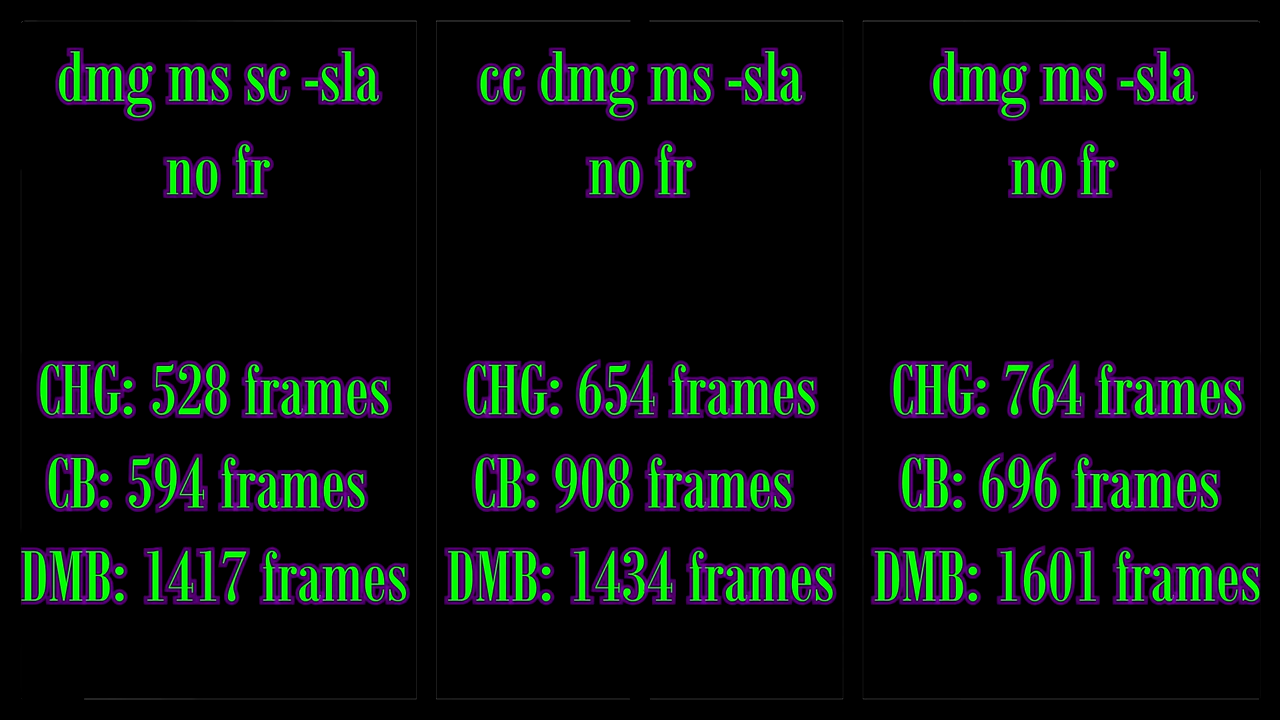 dmg ms sc -sla
no fr
CHG: 528 frames
CB: 594 frames
DMB: 1417 frames
cc dmg ms -sla
no fr
CHG: 654 frames
CB: 908 frames
DMB: 1434 frames
dmg ms -sla
no fr
CHG: 764 frames
CB: 696 frames
DMB: 1601 frames